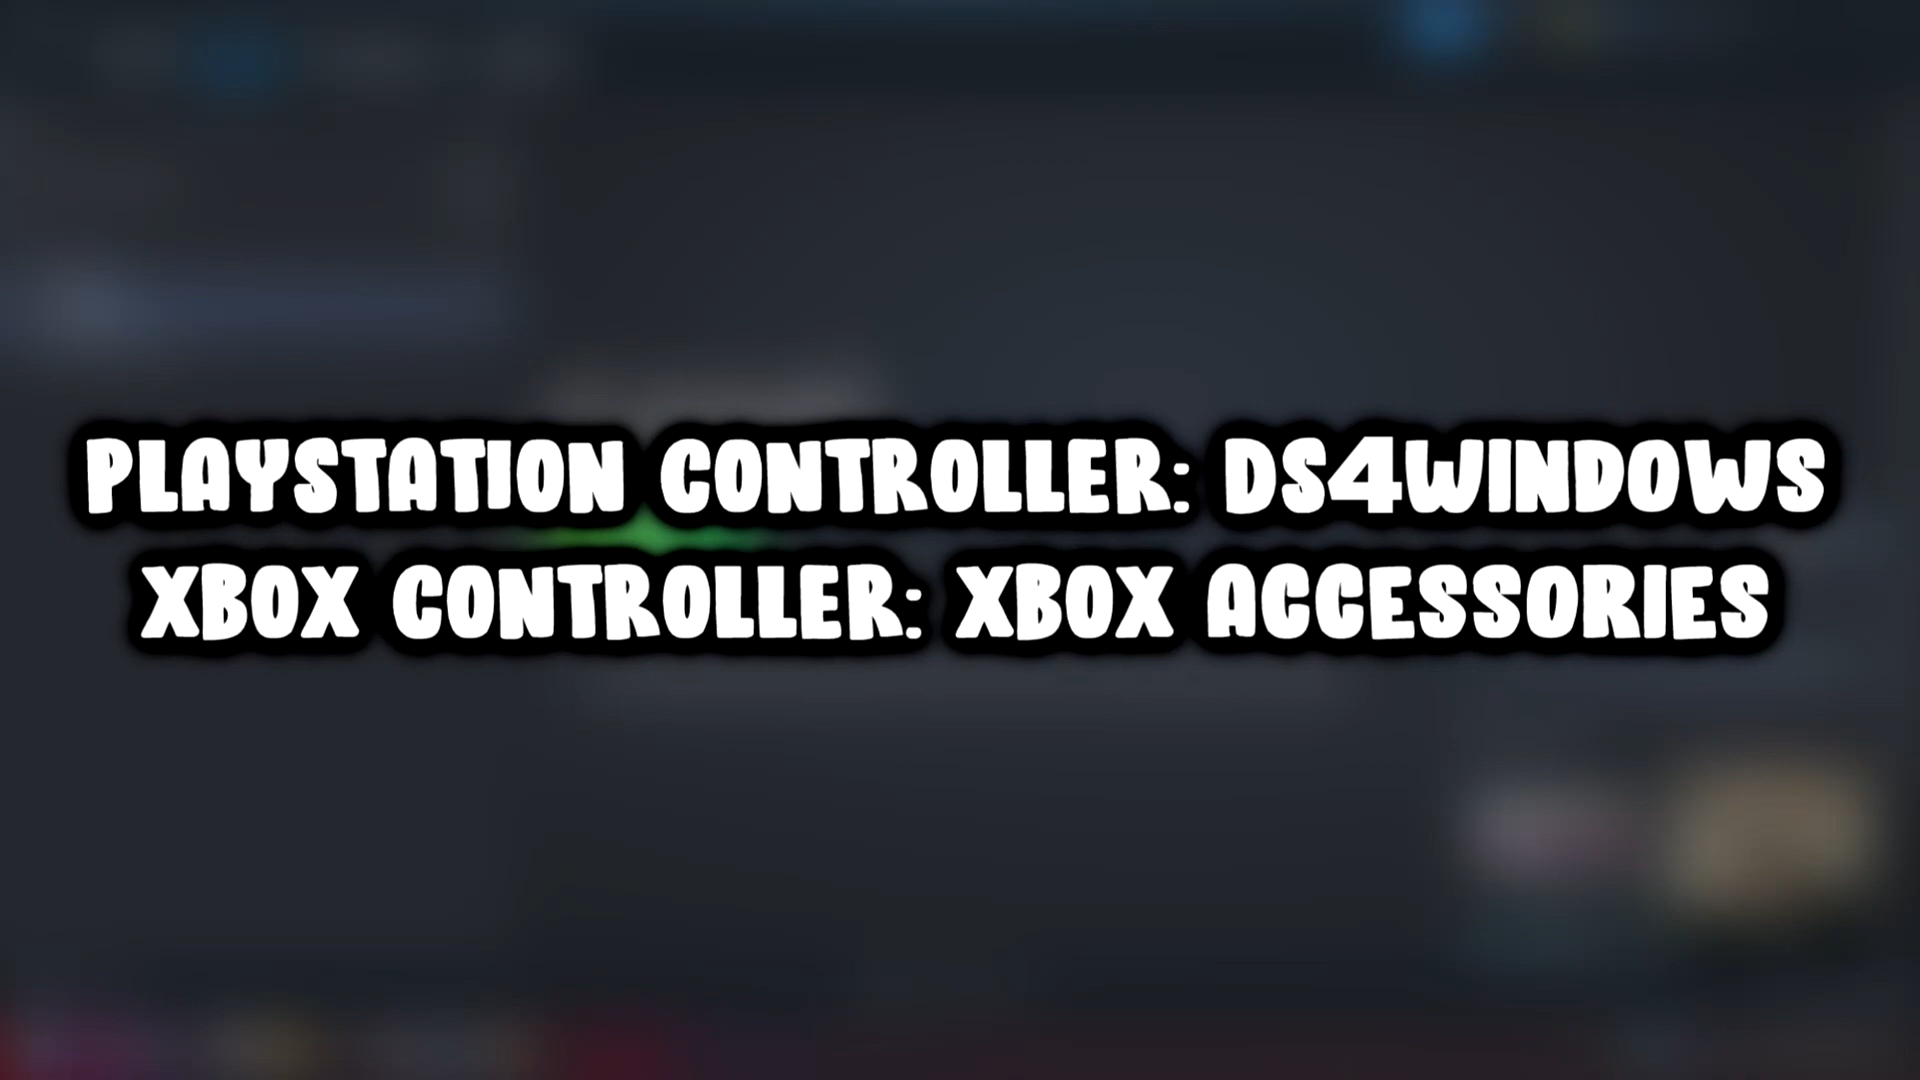 PLAYSTATION CONTROLLER: DS4WINDOWS
XBOX CONTROLLER: XBOX ACCESSORIES